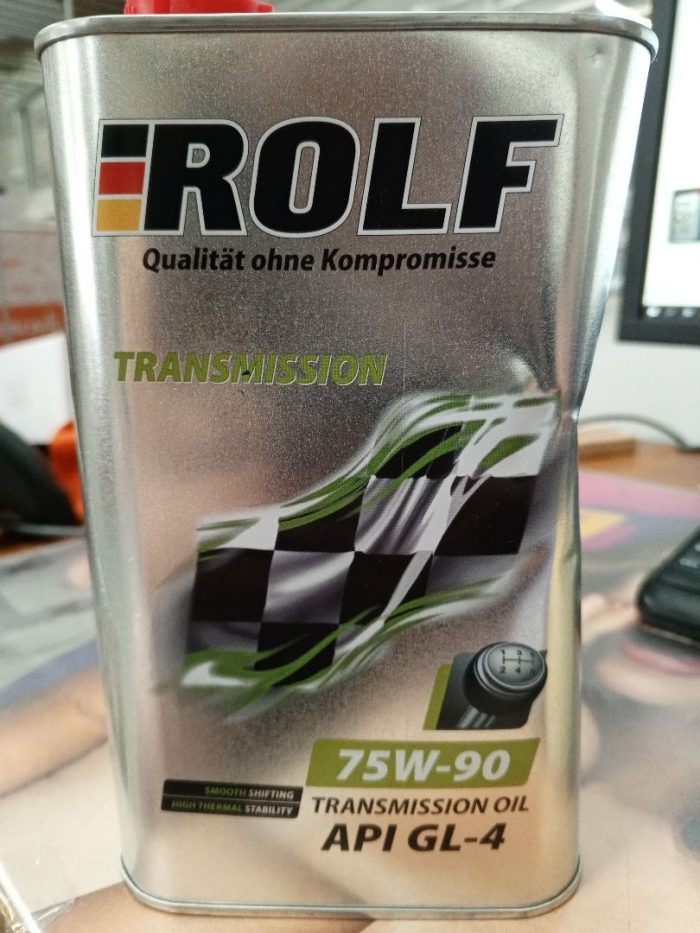 ROLF
Qualität ohne Kompromisse
TRANSMISSION
75W-90
SMOOTH SHIFTING
HIGH THERMAL STABILITY
TRANSMISSION OIL
API GL-4